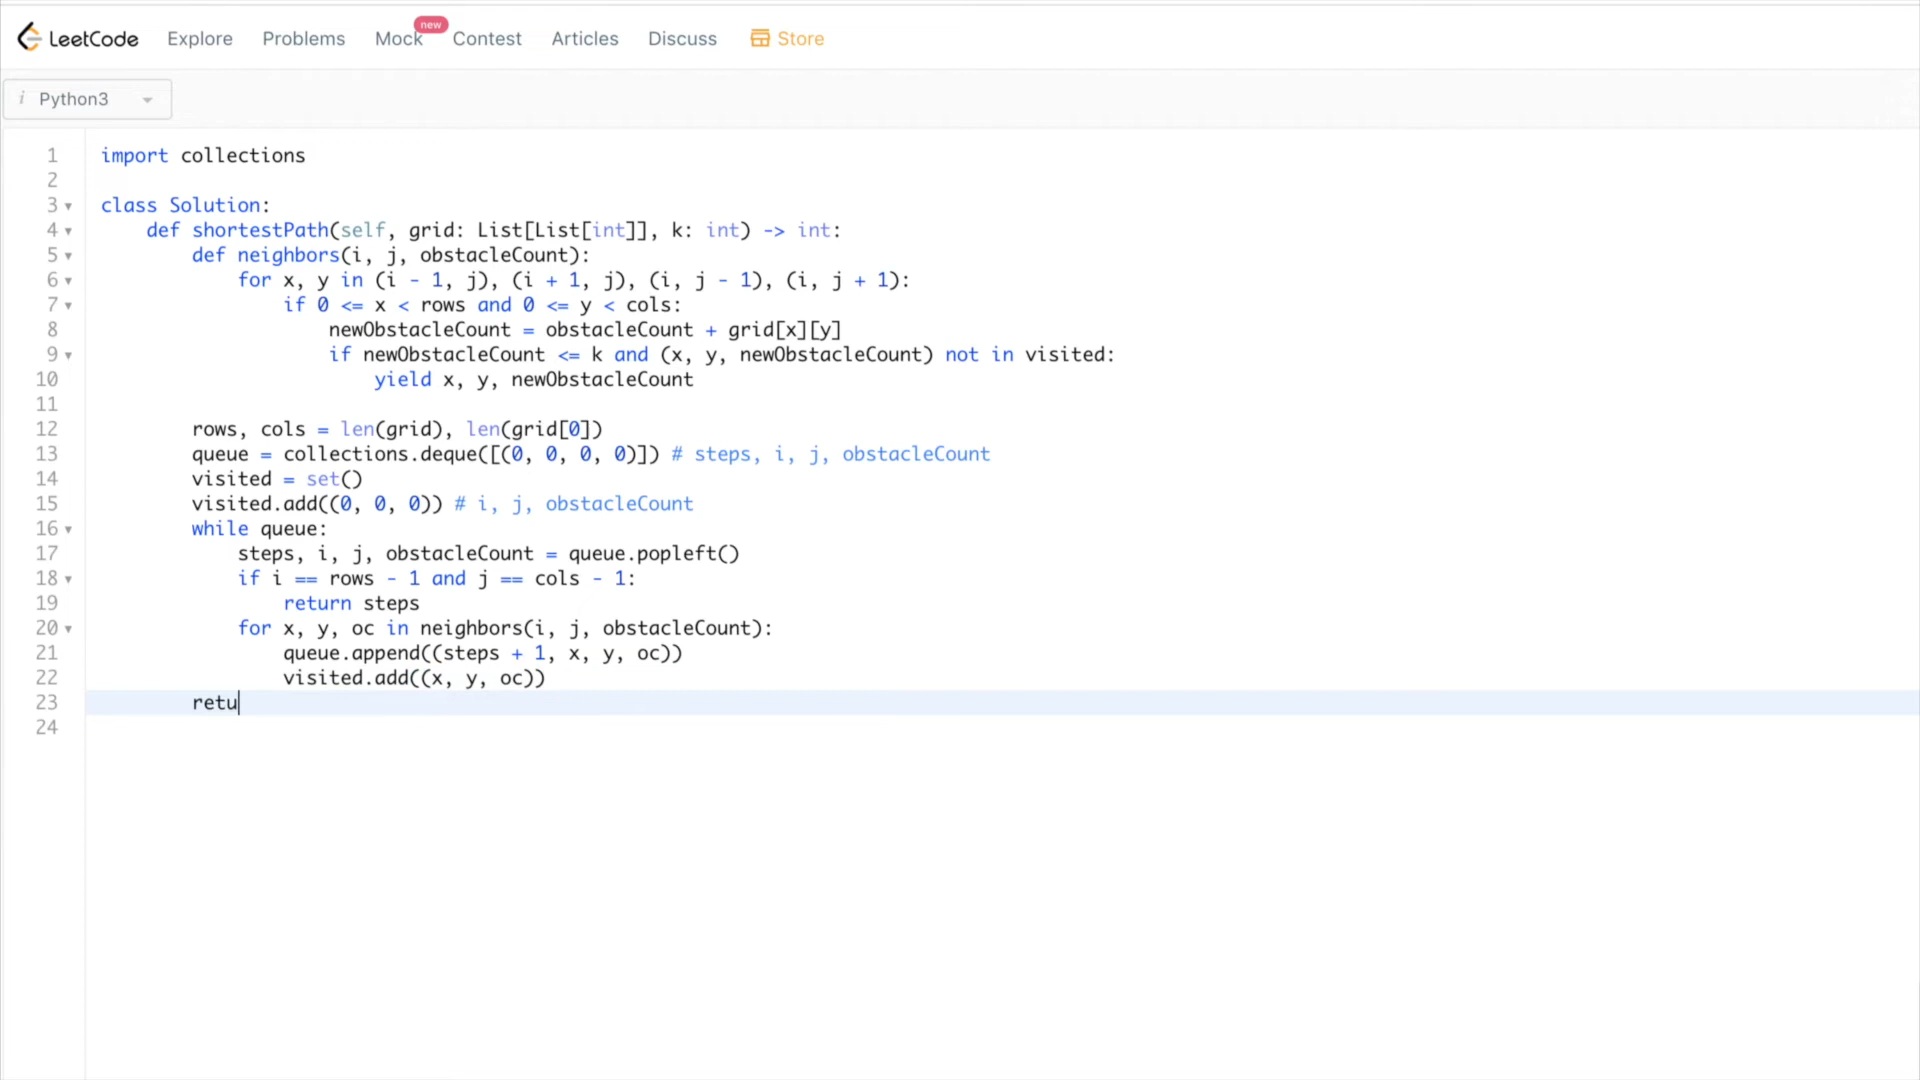 LeetCode Explore Problems Mock new Contest Articles Discuss Store
i Python3
1 import collections
2
3 class Solution:
4     def shortestPath(self, grid: List[List[int]], k: int) -> int:
5         def neighbors(i, j, obstacleCount):
6             for x, y in (i - 1, j), (i + 1, j), (i, j - 1), (i, j + 1):
7                 if 0 <= x < rows and 0 <= y < cols:
8                     newObstacleCount = obstacleCount + grid[x][y]
9                     if newObstacleCount <= k and (x, y, newObstacleCount) not in visited:
10                         yield x, y, newObstacleCount
11
12         rows, cols = len(grid), len(grid[0])
13         queue = collections.deque([(0, 0, 0, 0)]) # steps, i, j, obstacleCount
14         visited = set()
15         visited.add((0, 0, 0)) # i, j, obstacleCount
16         while queue:
17             steps, i, j, obstacleCount = queue.popleft()
18             if i == rows - 1 and j == cols - 1:
19                 return steps
20             for x, y, oc in neighbors(i, j, obstacleCount):
21                 queue.append((steps + 1, x, y, oc))
22                 visited.add((x, y, oc))
23         retu
24